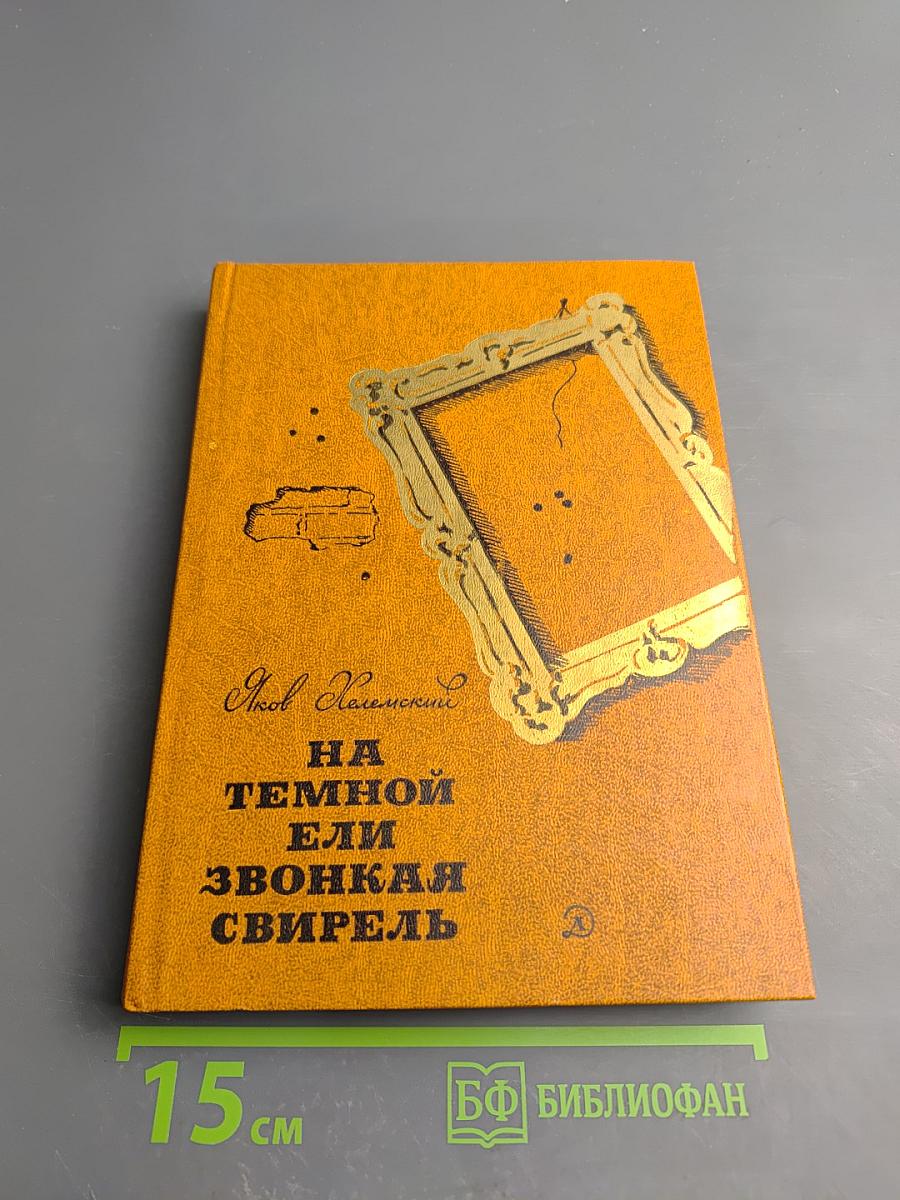 Яков Хелемский
НА
ТЕМНОЙ
ЕЛИ
ЗВОНКАЯ
СВИРЕЛЬ
Д
15 см
БФ БИБЛИОФАН